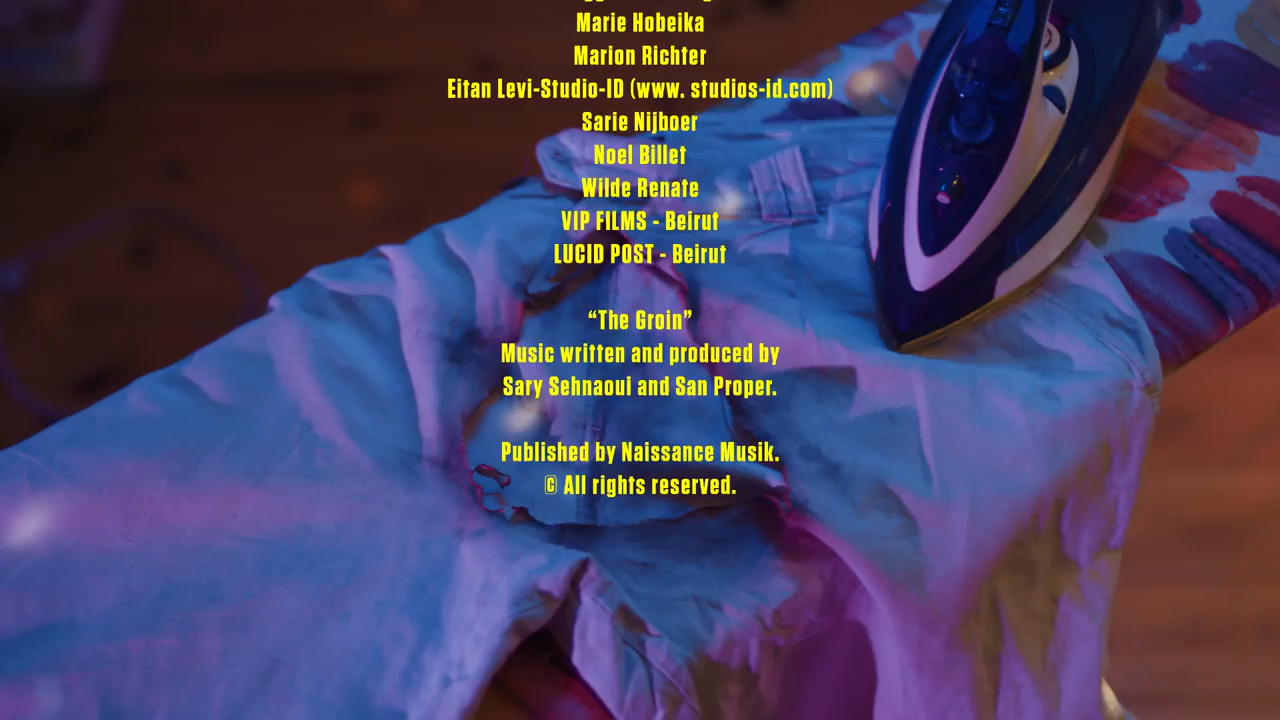 Marie Hobeika
Marion Richter
Eitan Levi-Studio-ID (www. studios-id.com)
Sarie Nijboer
Noel Billet
Wilde Renate
VIP FILMS - Beirut
LUCID POST - Beirut
“The Groin”
Music written and produced by
Sary Sehnaoui and San Proper.
Published by Naissance Musik.
© All rights reserved.